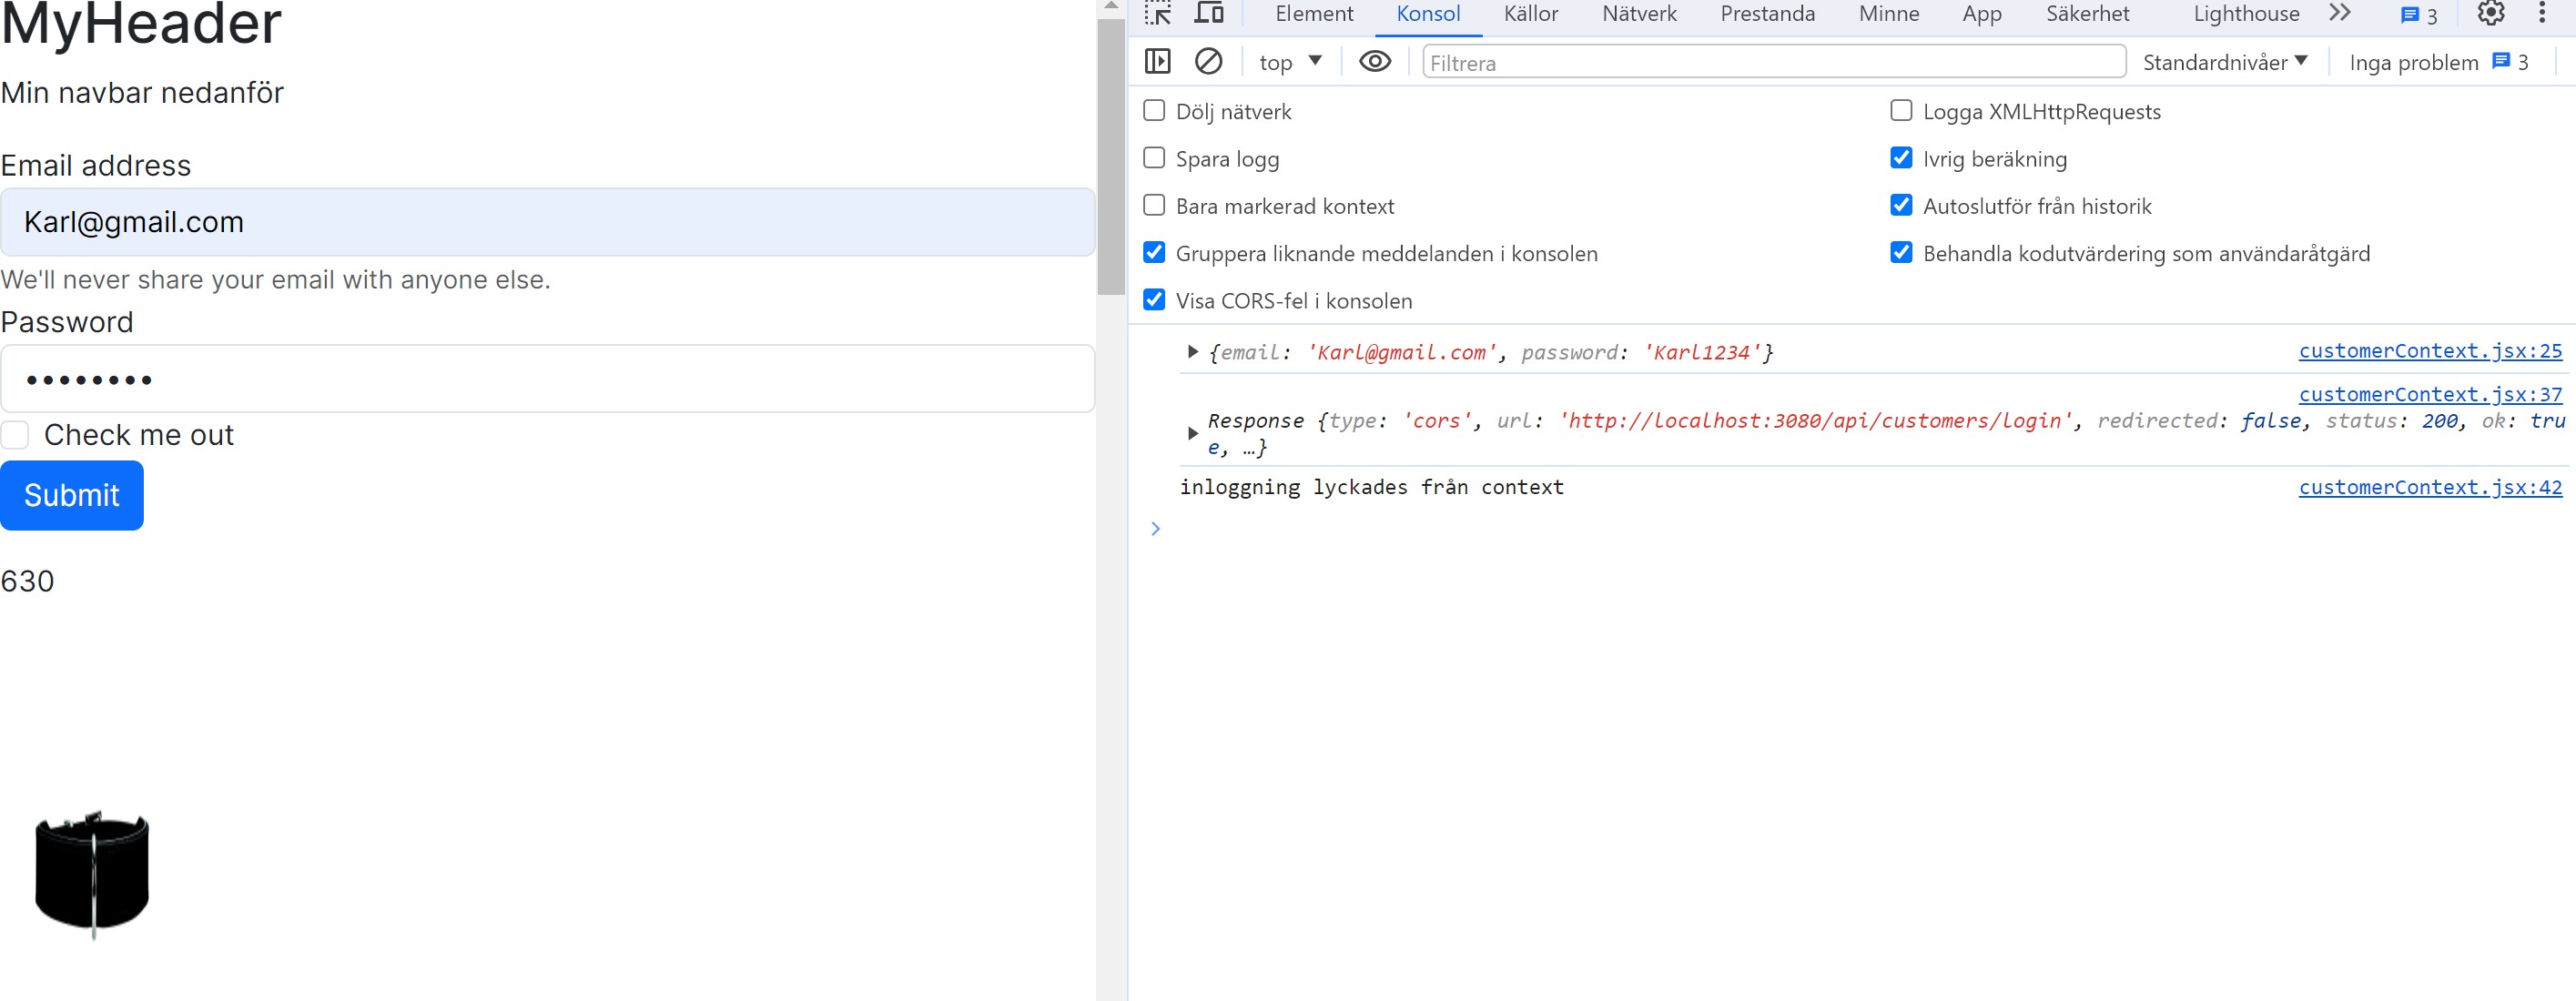 MyHeader
Min navbar nedanför
Email address
Karl@gmail.com
We'll never share your email with anyone else.
Password
••••••••
Check me out
Submit
630
Element Konsol Källor Nätverk Prestanda Minne App Säkerhet Lighthouse 3
top Filtrera Standardnivåer Inga problem 3
Dölj nätverk
Logga XMLHttpRequests
Spara logg
Ivrig beräkning
Bara markerad kontext
Autoslutför från historik
Gruppera liknande meddelanden i konsolen
Behandla kodutvärdering som användaråtgärd
Visa CORS-fel i konsolen
{email: 'Karl@gmail.com', password: 'Karl1234'} customerContext.jsx:25
customerContext.jsx:37
Response {type: 'cors', url: 'http://localhost:3080/api/customers/login', redirected: false, status: 200, ok: tru
e, …}
inloggning lyckades från context customerContext.jsx:42